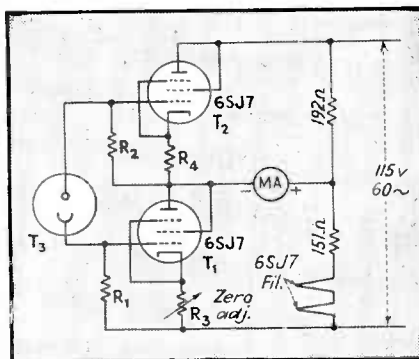 6SJ7
T2
R2
R4
192Ω
MA
- +
115 v
60~
T3
6SJ7
T1
151Ω
6SJ7
Fil.
R1
R3
Zero
adj.